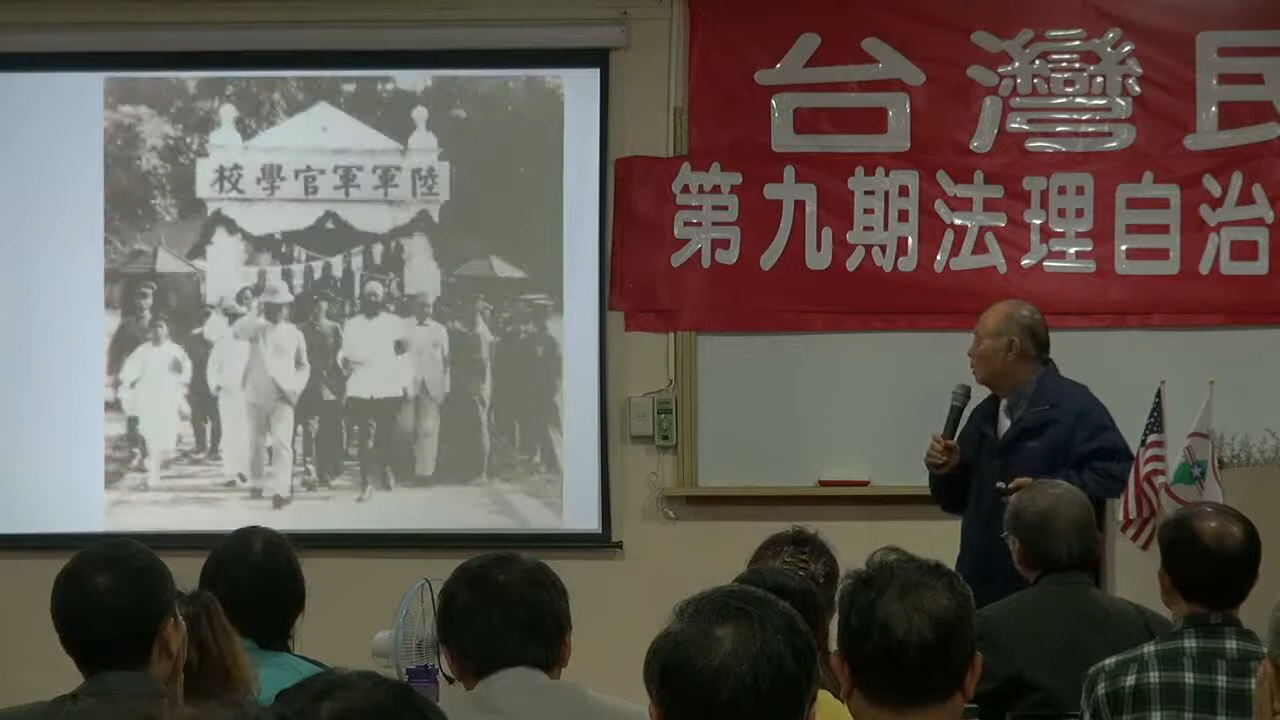 校學官軍軍陸
台灣民
第九期法理自治